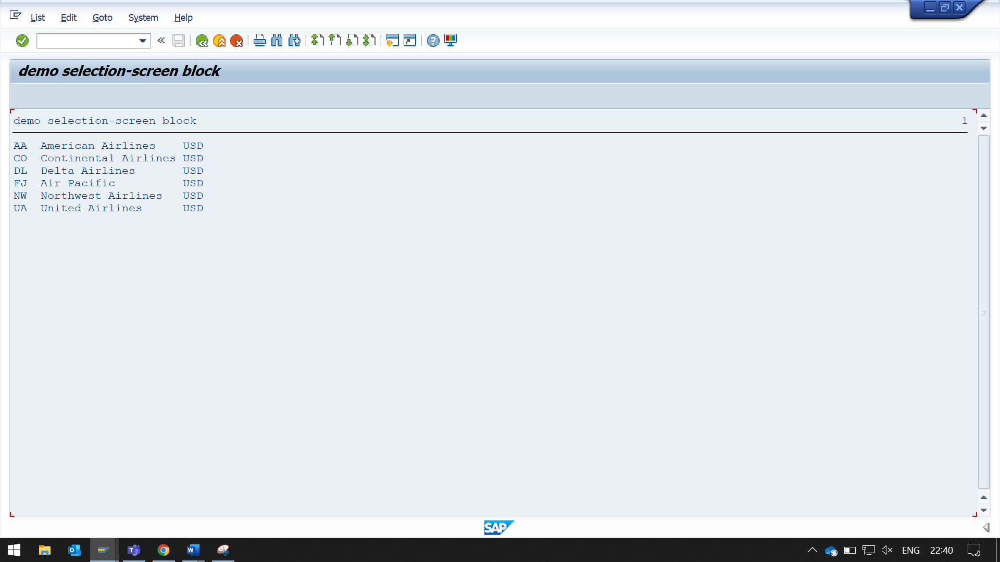 List Edit Goto System Help
demo selection-screen block
demo selection-screen block 1
AA American Airlines USD
CO Continental Airlines USD
DL Delta Airlines USD
FJ Air Pacific USD
NW Northwest Airlines USD
UA United Airlines USD
SAP
ENG 22:40